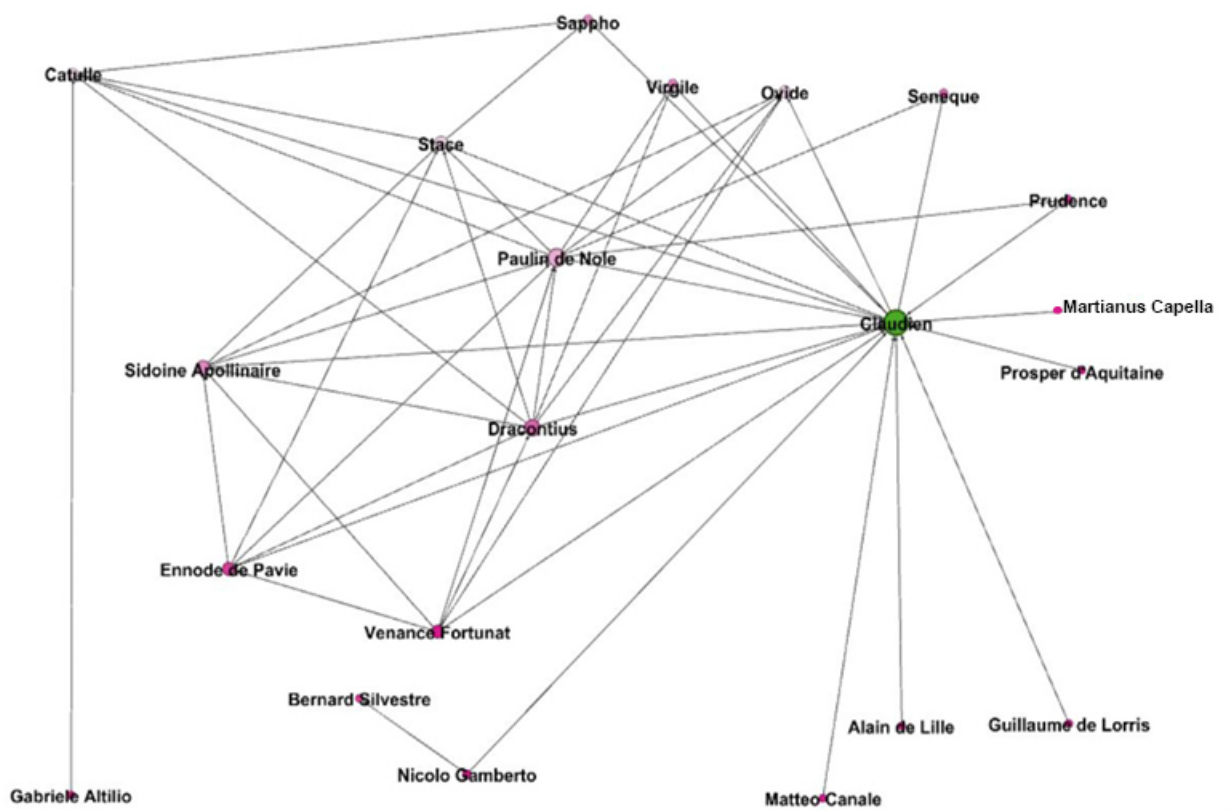 Sappho
Catulle
Virgile
Ovide
Seneque
Stace
Prudence
Paulin de Nole
Martianus Capella
Claudien
Sidoine Apollinaire
Prosper d'Aquitaine
Dracontius
Ennode de Pavie
Venance Fortunat
Bernard Silvestre
Alain de Lille
Guillaume de Lorris
Nicolo Gamberto
Gabriele Altilio
Matteo Canale